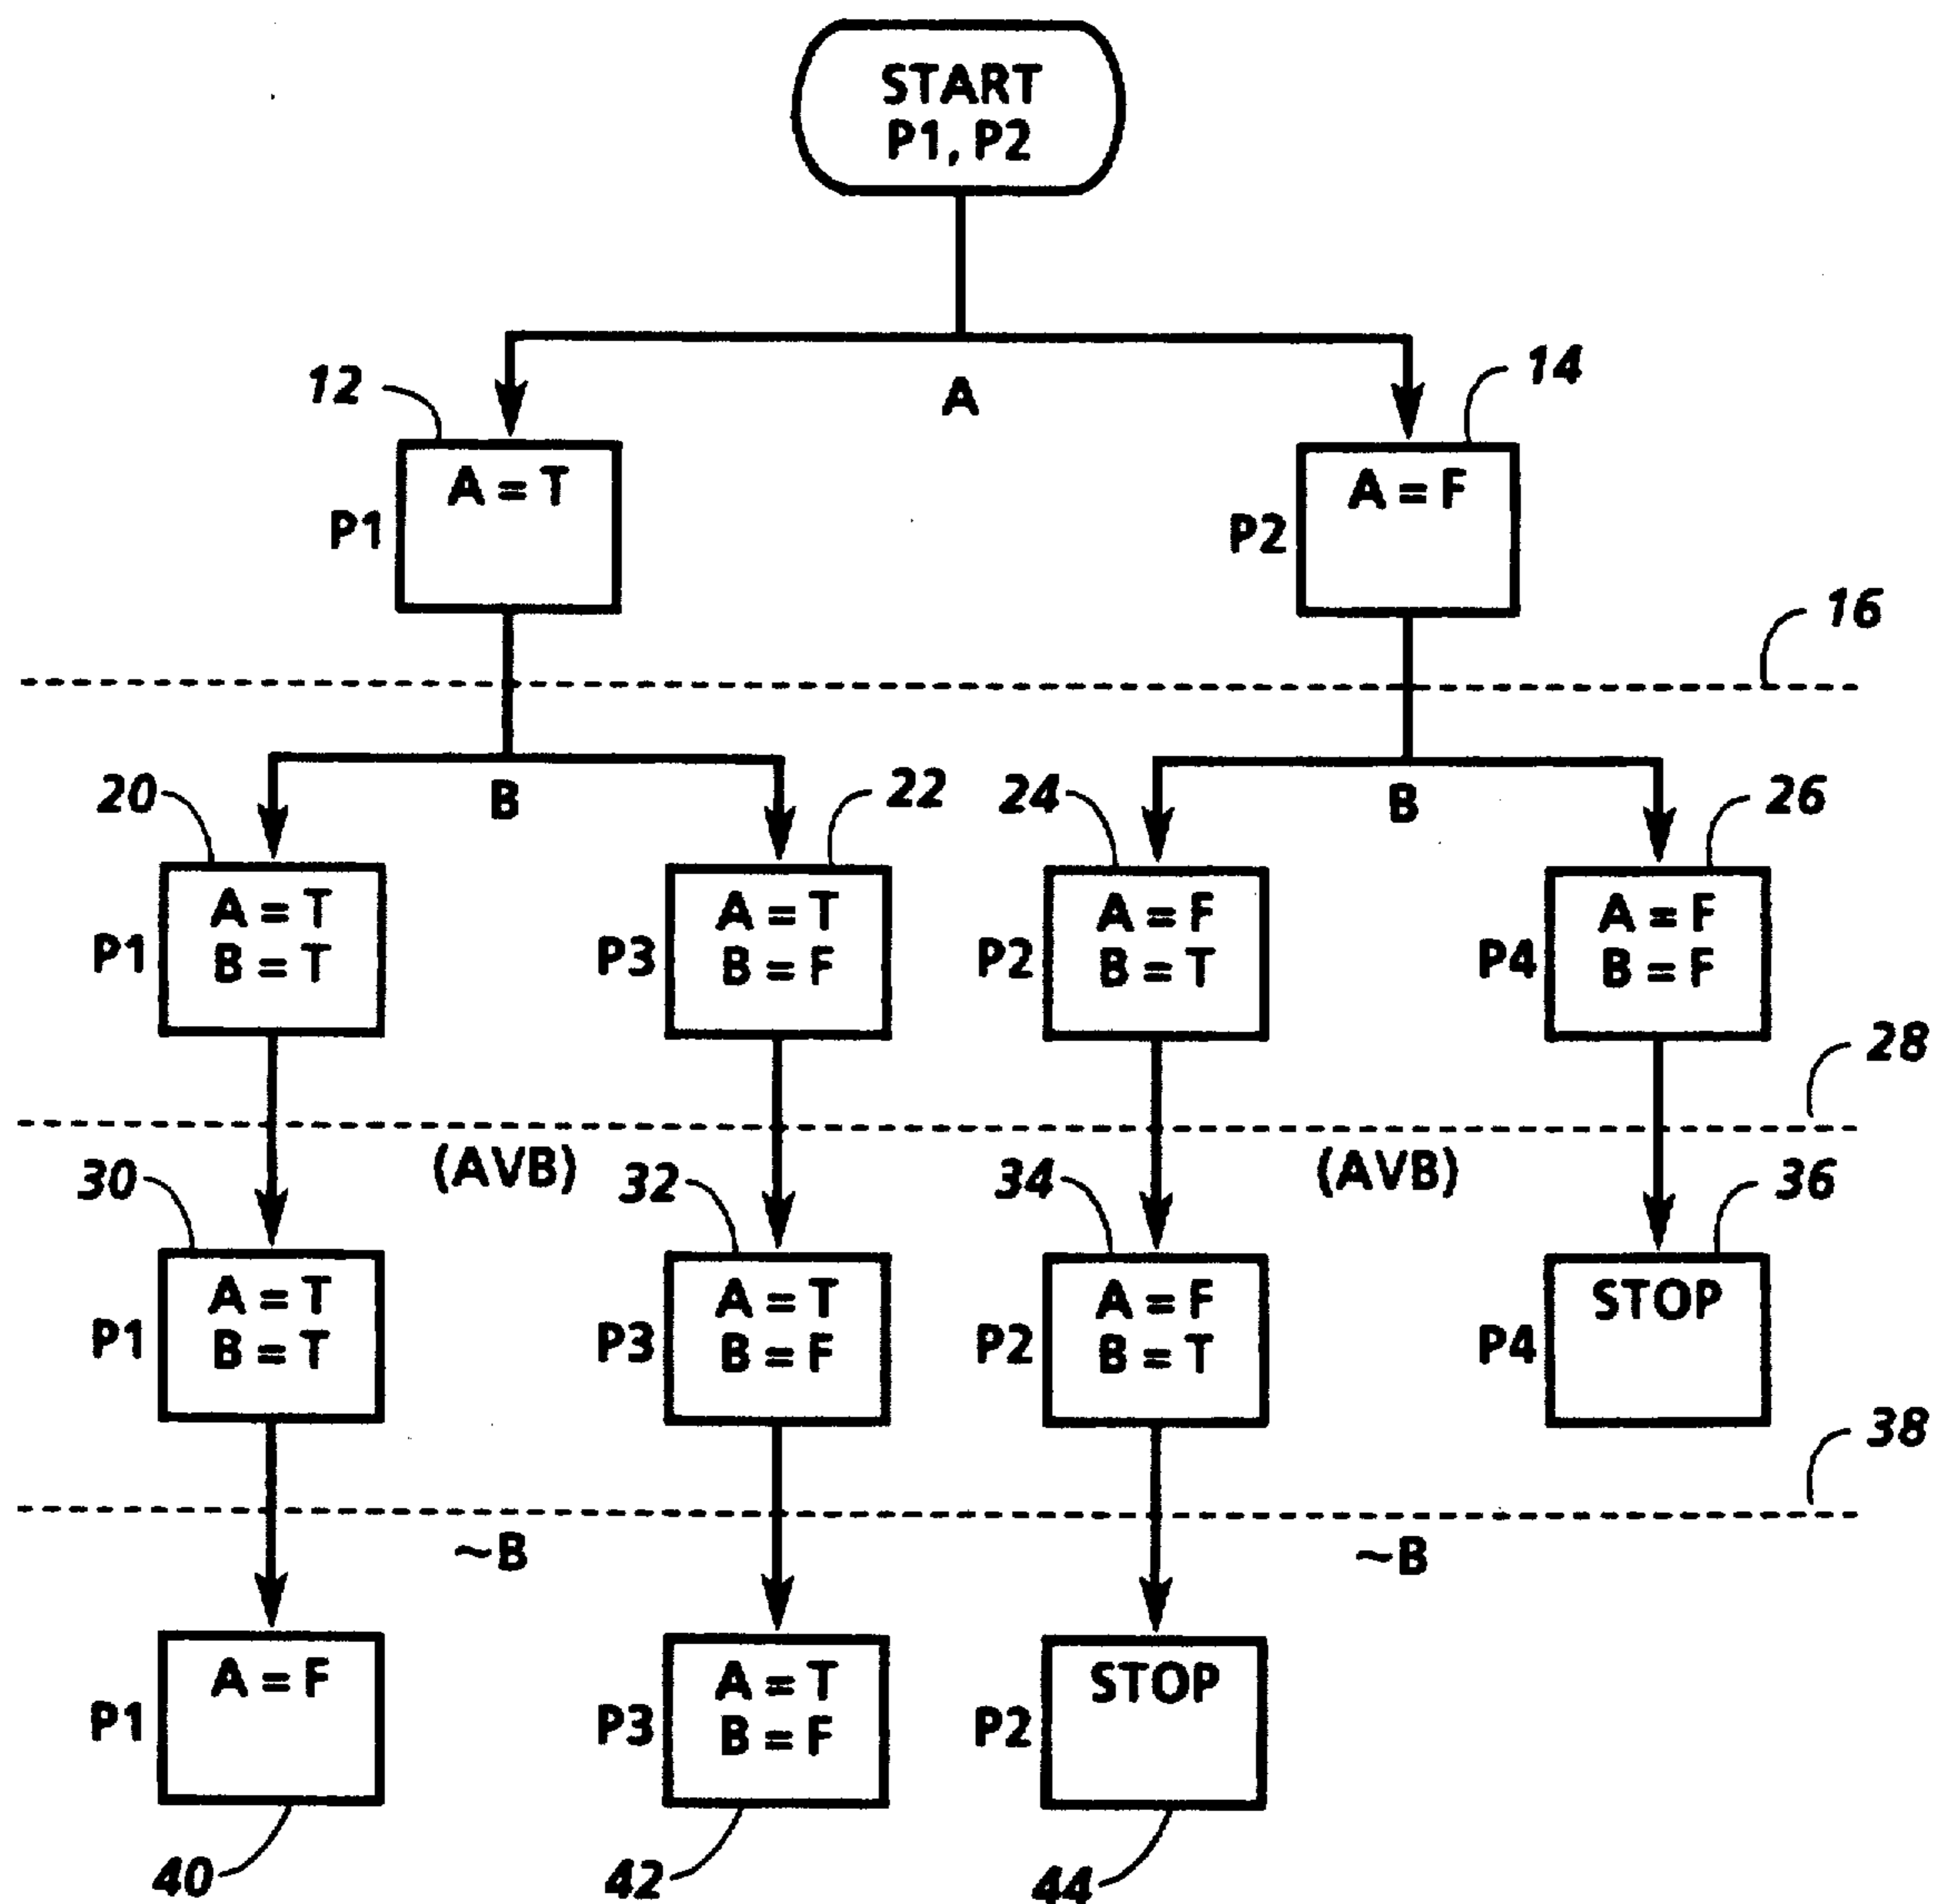 START
P1, P2
A
12
14
A = T
P1
A = F
P2
16
B
B
20
22
24
26
A = T
B = T
P1
A = T
B = F
P3
A = F
B = T
P2
A = F
B = F
P4
28
(AVB)
(AVB)
30
32
34
36
A = T
B = T
P1
A = T
B = F
P3
A = F
B = T
P2
STOP
P4
38
~B
~B
A = F
P1
A = T
B = F
P3
STOP
P2
40
42
44